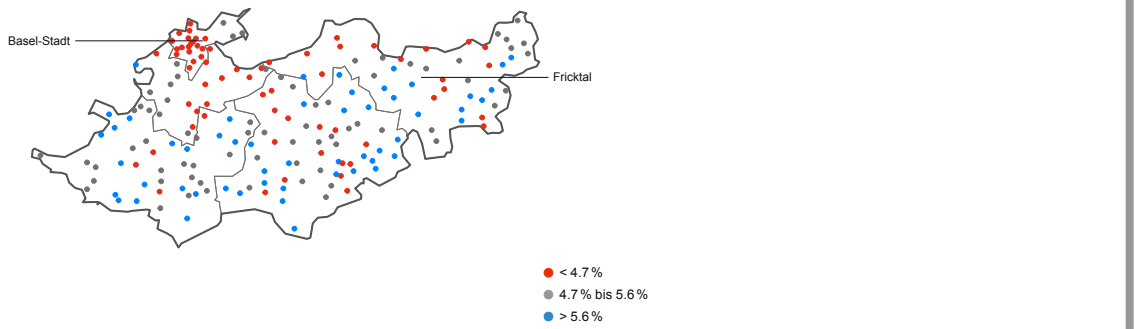 Basel-Stadt
Fricktal
< 4.7 %
4.7 % bis 5.6 %
> 5.6 %